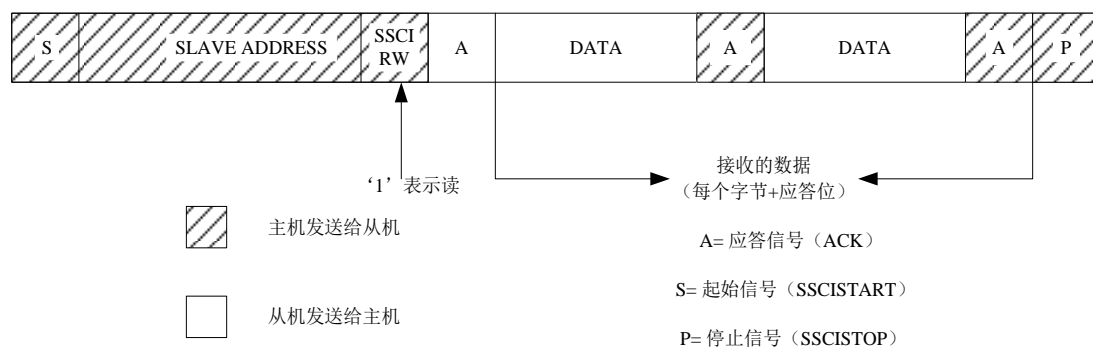 S
SLAVE ADDRESS
SSCI
RW
A
DATA
A
DATA
A
P
‘1’表示读
接收的数据
（每个字节+应答位）
主机发送给从机
A= 应答信号（ACK）
S= 起始信号（SSCISTART）
从机发送给主机
P= 停止信号（SSCISTOP）